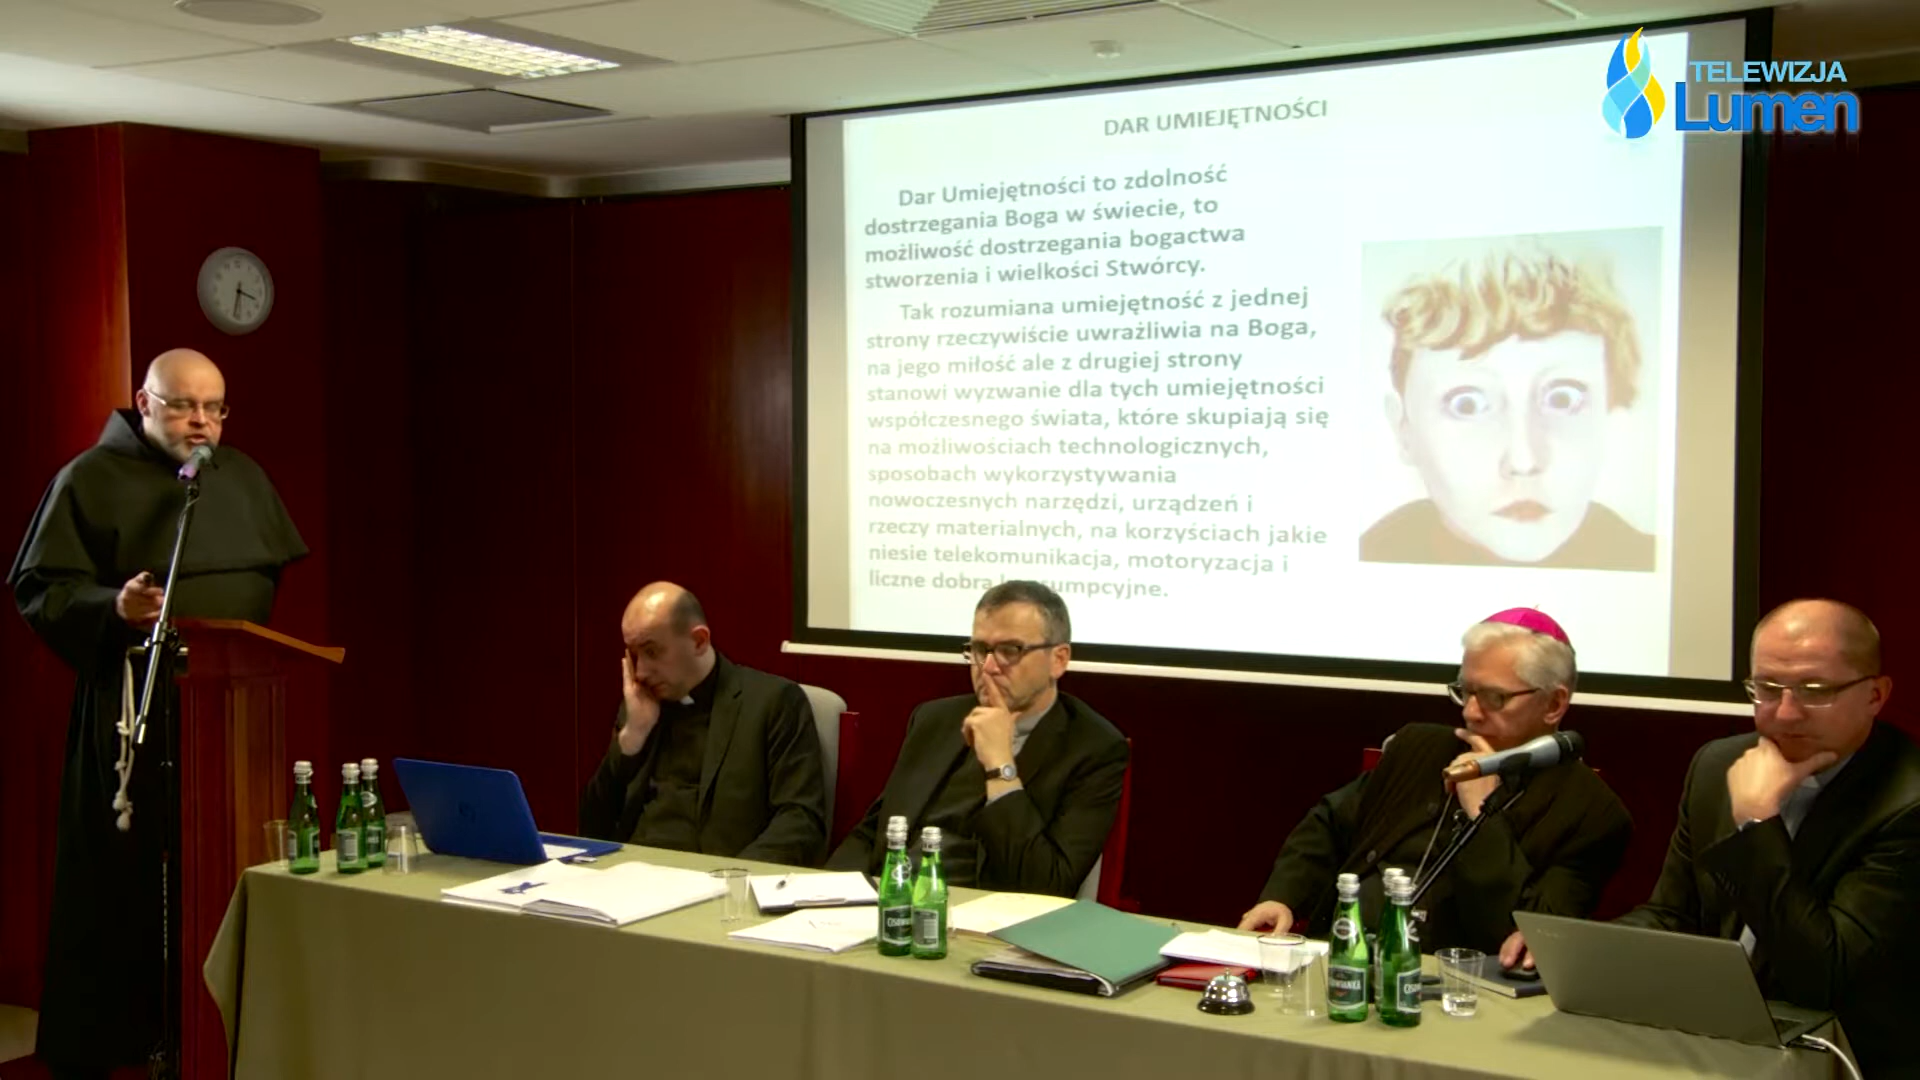 TELEWIZJA
Lumen
DAR UMIEJĘTNOŚCI
Dar Umiejętności to zdolność
dostrzegania Boga w świecie, to
możliwość dostrzegania bogactwa
stworzenia i wielkości Stwórcy.
Tak rozumiana umiejętność z jednej
strony rzeczywiście uwrażliwia na Boga,
na jego miłość ale z drugiej strony
stanowi wyzwanie dla tych umiejętności
współczesnego świata, które skupiają się
na możliwościach technologicznych,
sposobach wykorzystywania
nowoczesnych narzędzi, urządzeń i
rzeczy materialnych, na korzyściach jakie
niesie telekomunikacja, motoryzacja i
liczne dobra